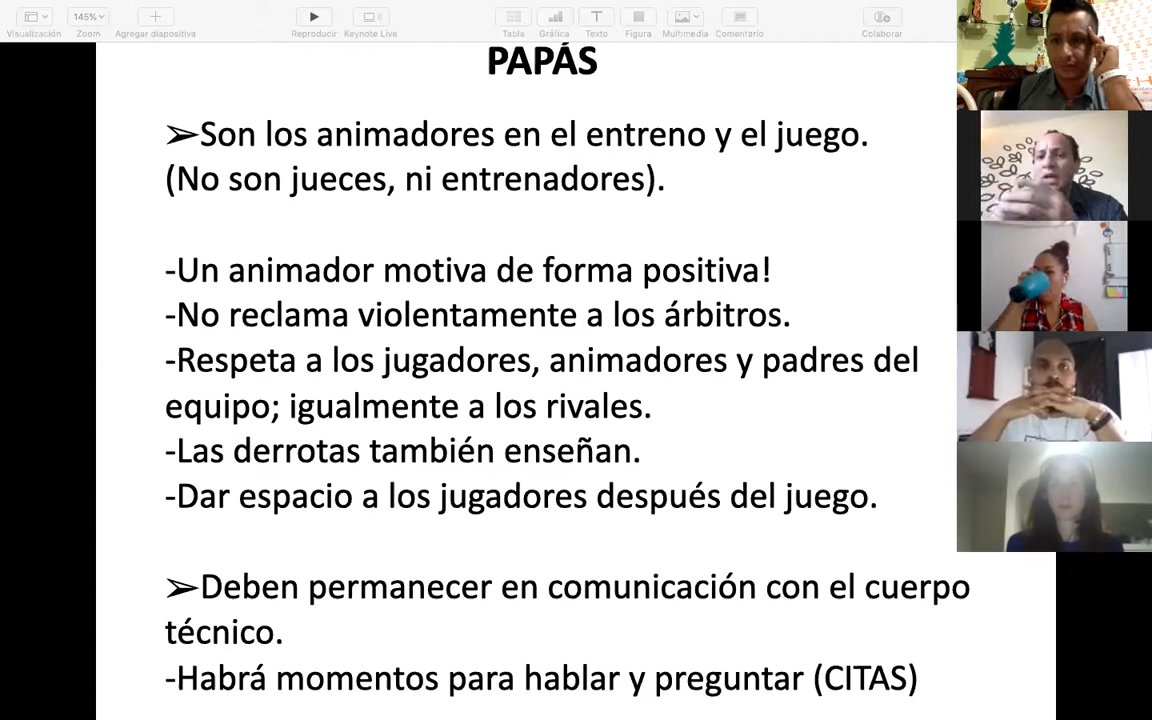 145%
Visualización Zoom Agregar diapositiva Reproducir Keynote Live Tabla Gráfica Texto Figura Multimedia Comentario Colaborar
PAPÁS
➢Son los animadores en el entreno y el juego.
(No son jueces, ni entrenadores).
-Un animador motiva de forma positiva!
-No reclama violentamente a los árbitros.
-Respeta a los jugadores, animadores y padres del
equipo; igualmente a los rivales.
-Las derrotas también enseñan.
-Dar espacio a los jugadores después del juego.
➢Deben permanecer en comunicación con el cuerpo
técnico.
-Habrá momentos para hablar y preguntar (CITAS)